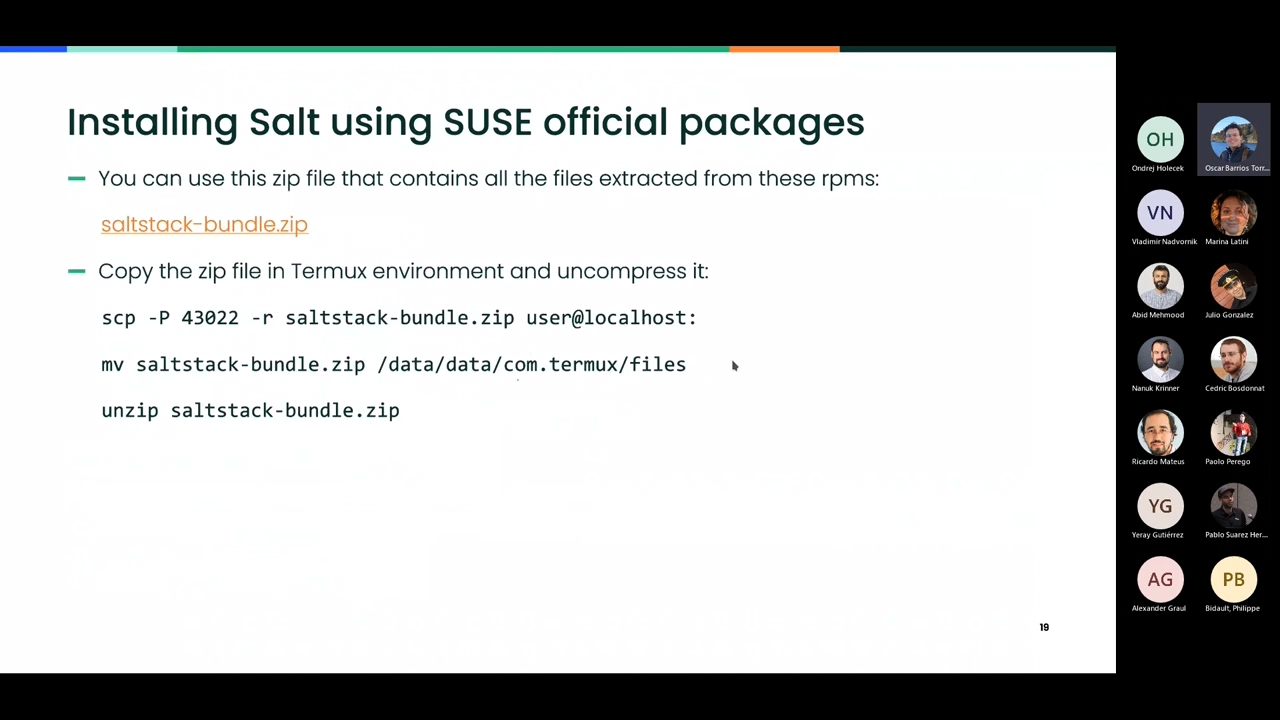 Installing Salt using SUSE official packages
You can use this zip file that contains all the files extracted from these rpms:
saltstack-bundle.zip
Copy the zip file in Termux environment and uncompress it:
scp -P 43022 -r saltstack-bundle.zip user@localhost:
mv saltstack-bundle.zip /data/data/com.termux/files
unzip saltstack-bundle.zip
19
OH
Ondrej Holecek
Oscar Barrios Torr...
VN
Vladimir Nadvornik
Marina Latini
Abid Mehmood
Julio Gonzalez
Nanuk Krinner
Cedric Bosdonnat
Ricardo Mateus
Paolo Perego
YG
Yeray Gutiérrez
Pablo Suarez Her...
AG
Alexander Graul
PB
Bidault, Philippe